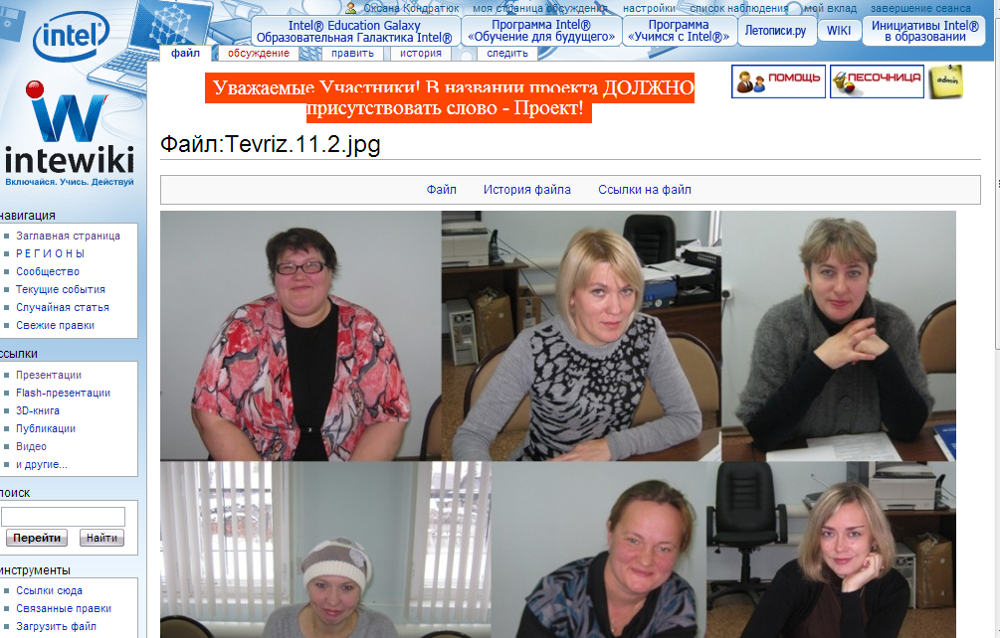 Оксана Кондратюк моя страница обсуждения настройки список наблюдения мой вклад завершение сеанса
intel
Intel® Education Galaxy
Образовательная Галактика Intel®
Программа Intel®
«Обучение для будущего»
Программа
«Учимся с Intel®»
Летописи.ру
WIKI
Инициативы Intel®
в образовании
файл обсуждение править история следить
Уважаемые Участники! В названии проекта ДОЛЖНО
присутствовать слово - Проект!
ПОМОЩЬ
ПЕСОЧНИЦА
admin
intewiki
Включайся. Учись. Действуй
Файл:Tevriz.11.2.jpg
Файл История файла Ссылки на файл
навигация
Заглавная страница
Р Е Г И О Н Ы
Сообщество
Текущие события
Случайная статья
Свежие правки
ссылки
Презентации
Flash-презентации
3D-книга
Публикации
Видео
и другие...
поиск
Перейти Найти
инструменты
Ссылки сюда
Связанные правки
Загрузить файл